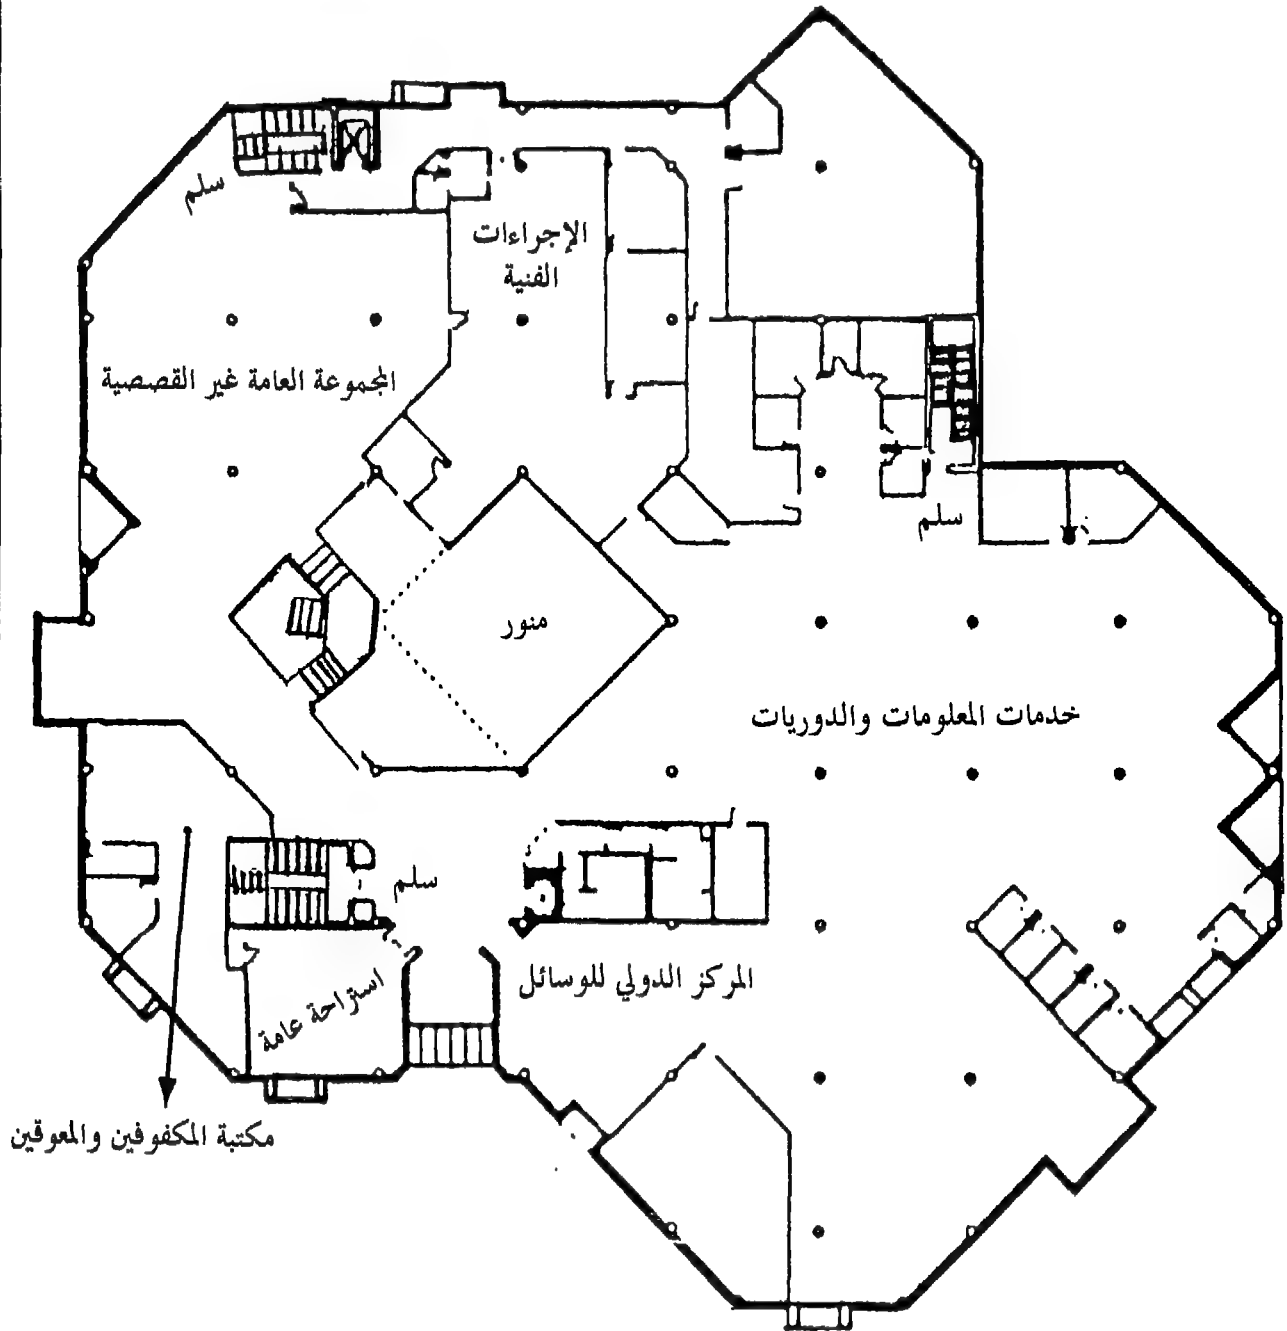 سلم
الإجراءات
الفنية
المجموعة العامة غير القصصية
سلم
منور
خدمات المعلومات والدوريات
سلم
المركز الدولي للوسائل
استراحة عامة
مكتبة المكفوفين والمعوقين